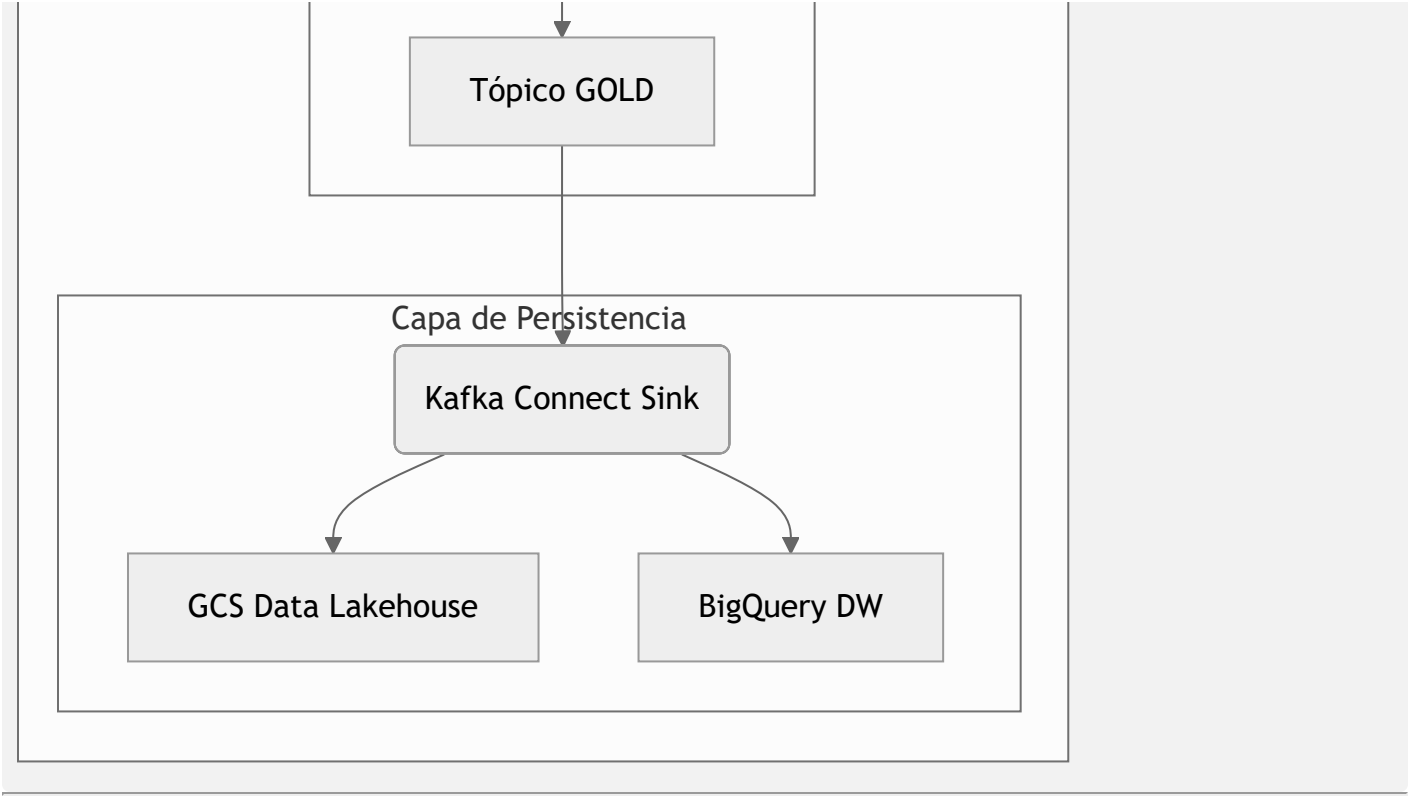 Tópico GOLD
Capa de Persistencia
Kafka Connect Sink
GCS Data Lakehouse
BigQuery DW